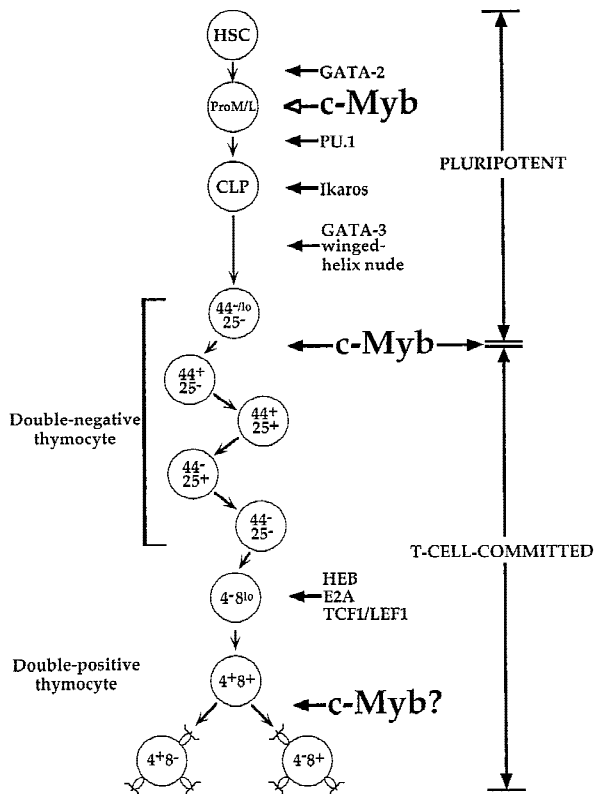 HSC
GATA-2
ProM/L
c-Myb
PU.1
PLURIPOTENT
CLP
Ikaros
GATA-3
winged-
helix nude
44-/lo
25-
c-Myb
44+
25-
Double-negative
thymocyte
44+
25+
44-
25+
44-
25-
T-CELL-COMMITTED
4-8lo
HEB
E2A
TCF1/LEF1
Double-positive
thymocyte
4+8+
c-Myb?
4+8-
4-8+